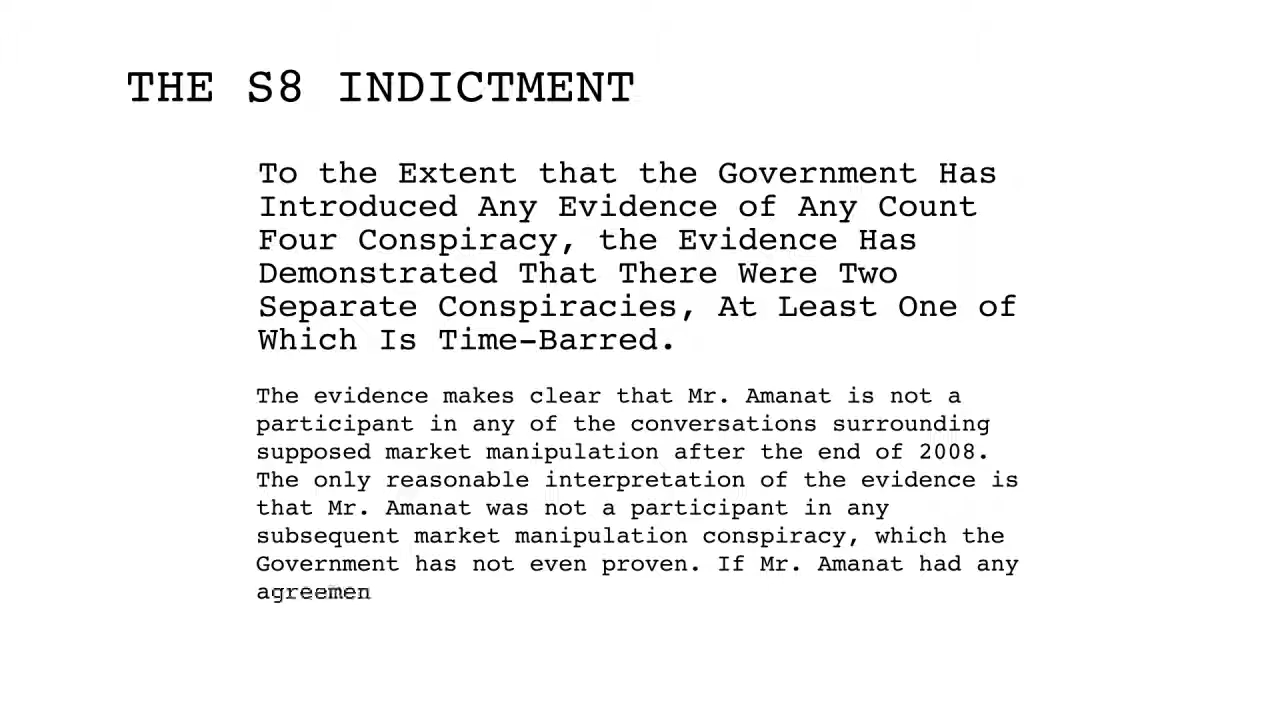 THE S8 INDICTMENT
To the Extent that the Government Has
Introduced Any Evidence of Any Count
Four Conspiracy, the Evidence Has
Demonstrated That There Were Two
Separate Conspiracies, At Least One of
Which Is Time-Barred.
The evidence makes clear that Mr. Amanat is not a
participant in any of the conversations surrounding
supposed market manipulation after the end of 2008.
The only reasonable interpretation of the evidence is
that Mr. Amanat was not a participant in any
subsequent market manipulation conspiracy, which the
Government has not even proven. If Mr. Amanat had any
agreemen